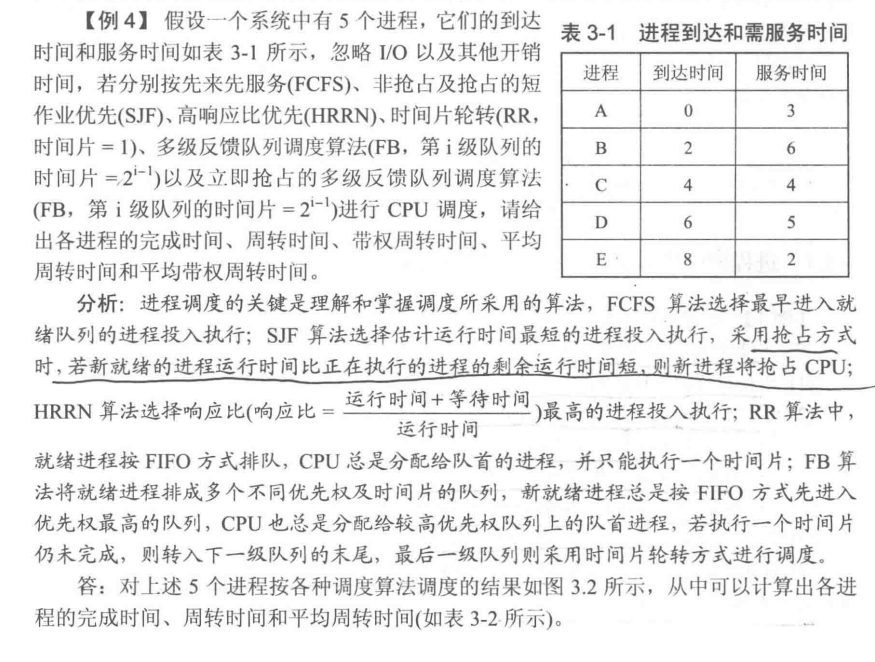 【例4】 假设一个系统中有 5 个进程，它们的到达
时间和服务时间如表 3-1 所示，忽略 I/O 以及其他开销
时间，若分别按先来先服务(FCFS)、非抢占及抢占的短
作业优先(SJF)、高响应比优先(HRRN)、时间片轮转(RR，
时间片 = 1)、多级反馈队列调度算法(FB，第 i 级队列的
时间片 = 2^{i-1})以及立即抢占的多级反馈队列调度算法
(FB，第 i 级队列的时间片 = 2^{i-1})进行 CPU 调度，请给
出各进程的完成时间、周转时间、带权周转时间、平均
周转时间和平均带权周转时间。
表 3-1 进程到达和需服务时间
进程 到达时间 服务时间
A 0 3
B 2 6
C 4 4
D 6 5
E 8 2
分析：进程调度的关键是理解和掌握调度所采用的算法，FCFS 算法选择最早进入就
绪队列的进程投入执行；SJF 算法选择估计运行时间最短的进程投入执行，采用抢占方式
时，若新就绪的进程运行时间比正在执行的进程的剩余运行时间短，则新进程将抢占 CPU；
HRRN 算法选择响应比(响应比 = 运行时间+等待时间 / 运行时间)最高的进程投入执行；RR 算法中，
就绪进程按 FIFO 方式排队，CPU 总是分配给队首的进程，并只能执行一个时间片；FB 算
法将就绪进程排成多个不同优先权及时间片的队列，新就绪进程总是按 FIFO 方式先进入
优先权最高的队列，CPU 也总是分配给较高优先权队列上的队首进程，若执行一个时间片
仍未完成，则转入下一级队列的末尾，最后一级队列则采用时间片轮转方式进行调度。
答：对上述 5 个进程按各种调度算法调度的结果如图 3.2 所示，从中可以计算出各进
程的完成时间、周转时间和平均周转时间(如表 3-2 所示)。